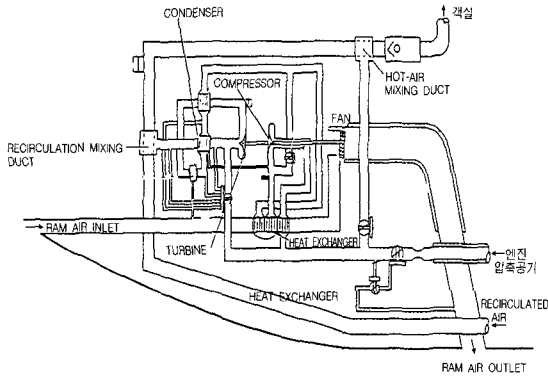 CONDENSER
객실
COMPRESSOR
HOT-AIR
MIXING DUCT
FAN
RECIRCULATION MIXING
DUCT
RAM AIR INLET
TURBINE
HEAT EXCHANGER
엔진
압축공기
HEAT EXCHANGER
RECIRCULATED
AIR
RAM AIR OUTLET